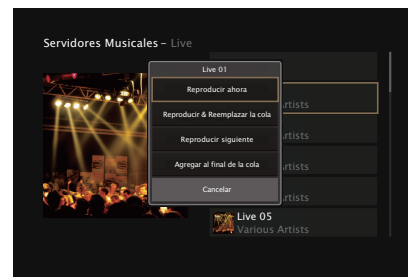 Servidores Musicales – Live
Live 01
Reproducir ahora
Reproducir & Reemplazar la cola
Reproducir siguiente
Agregar al final de la cola
Cancelar
Artists
Artists
Artists
Artists
Live 05
Various Artists